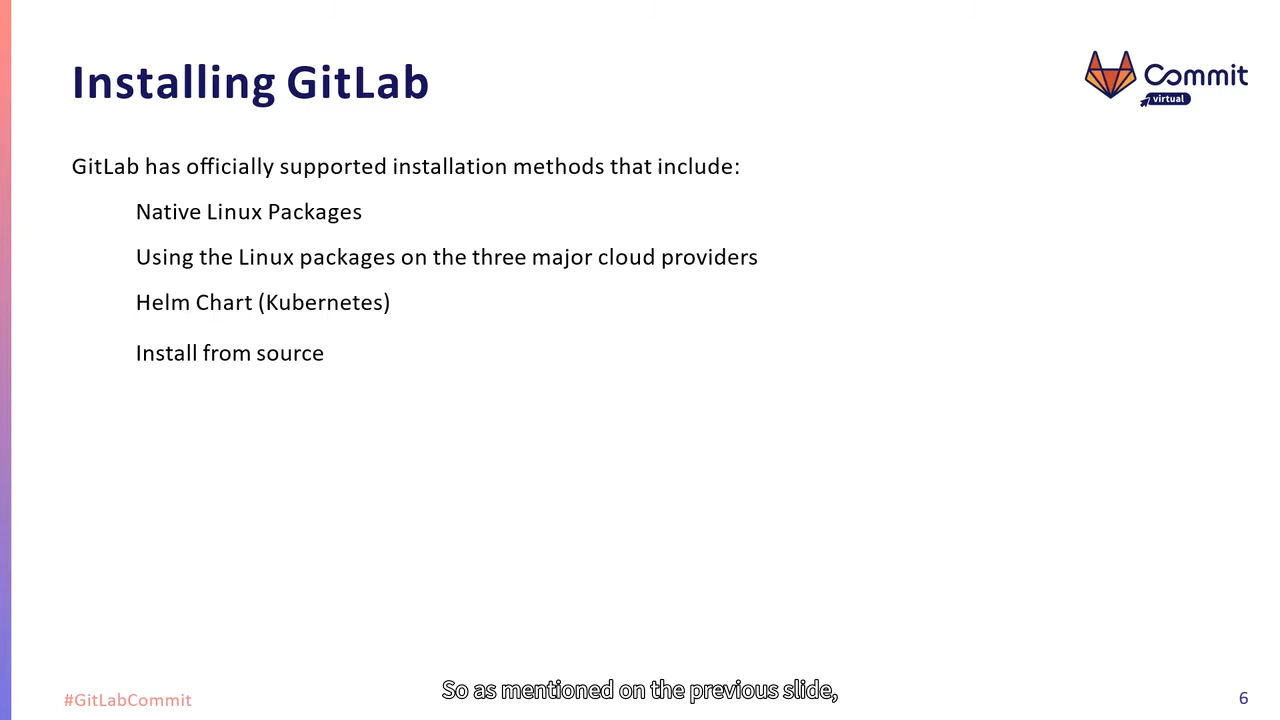 Installing GitLab
Commit
virtual
GitLab has officially supported installation methods that include:
Native Linux Packages
Using the Linux packages on the three major cloud providers
Helm Chart (Kubernetes)
Install from source
So as mentioned on the previous slide,
#GitLabCommit
6